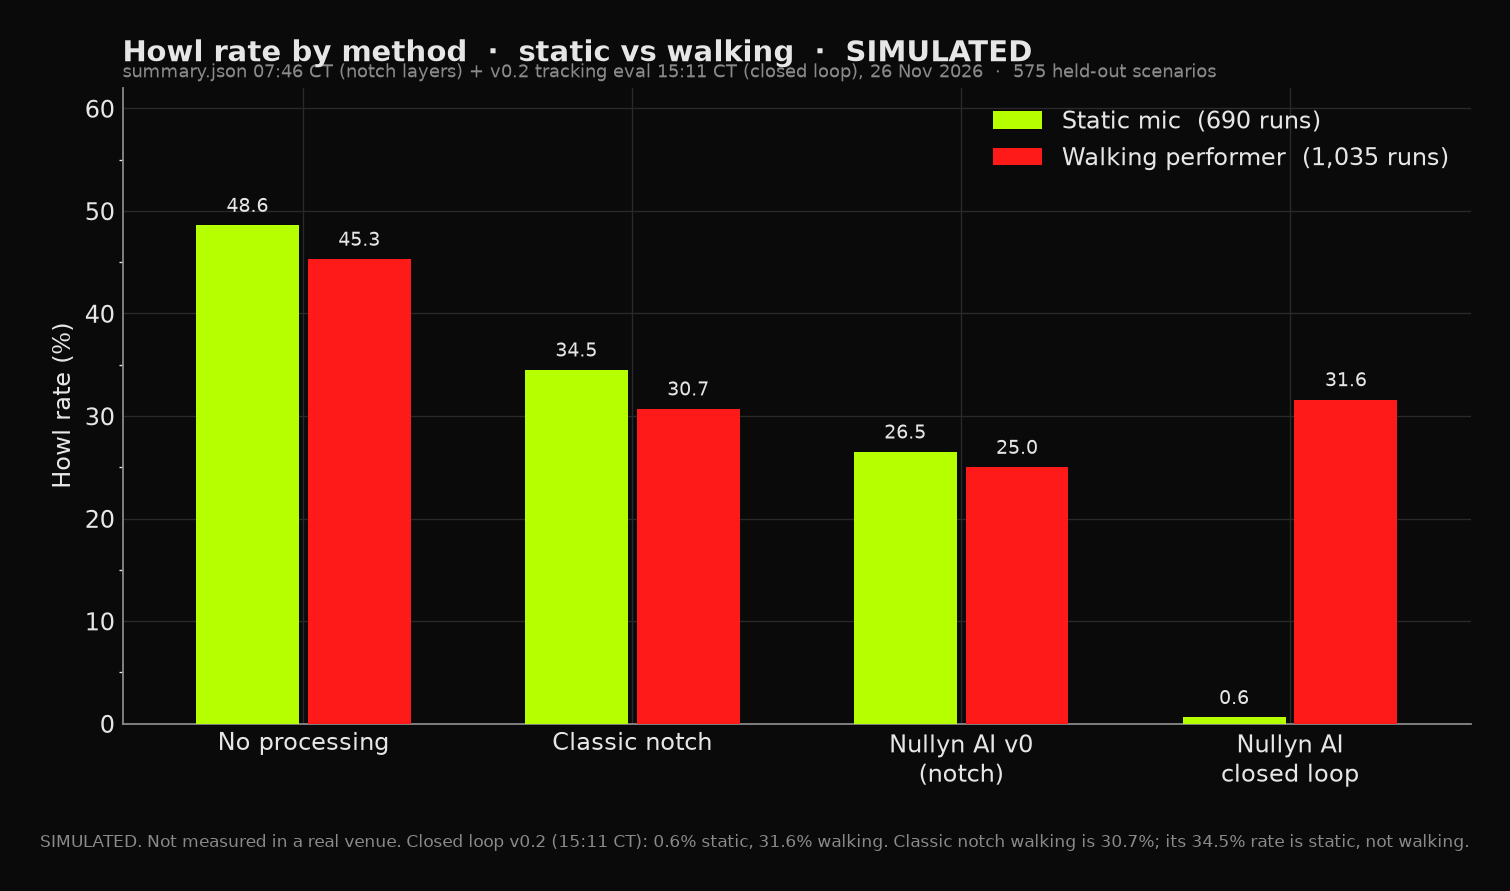 Howl rate by method · static vs walking · SIMULATED
summary.json 07:46 CT (notch layers) + v0.2 tracking eval 15:11 CT (closed loop), 26 Nov 2026 · 575 held-out scenarios
Static mic (690 runs)
Walking performer (1,035 runs)
Howl rate (%)
60
50
40
30
20
10
0
48.6
45.3
34.5
30.7
26.5
25.0
0.6
31.6
No processing
Classic notch
Nullyn AI v0
(notch)
Nullyn AI
closed loop
SIMULATED. Not measured in a real venue. Closed loop v0.2 (15:11 CT): 0.6% static, 31.6% walking. Classic notch walking is 30.7%; its 34.5% rate is static, not walking.